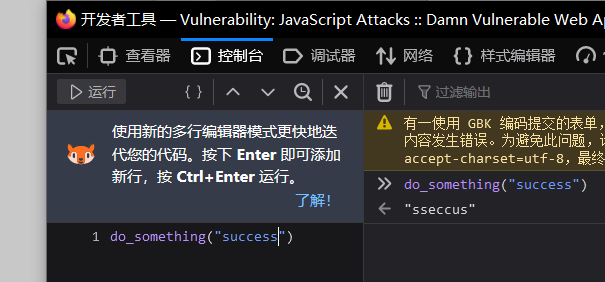 开发者工具 — Vulnerability: JavaScript Attacks :: Damn Vulnerable Web Ap
查看器 控制台 调试器 网络 {} 样式编辑器
运行 {} 过滤输出
使用新的多行编辑器模式更快地迭
代您的代码。按下 Enter 即可添加
新行，按 Ctrl+Enter 运行。
了解！
1 do_something("success")
有一使用 GBK 编码提交的表单，
内容发生错误。为避免此问题，
accept-charset=utf-8，最终
do_something("success")
"sseccus"